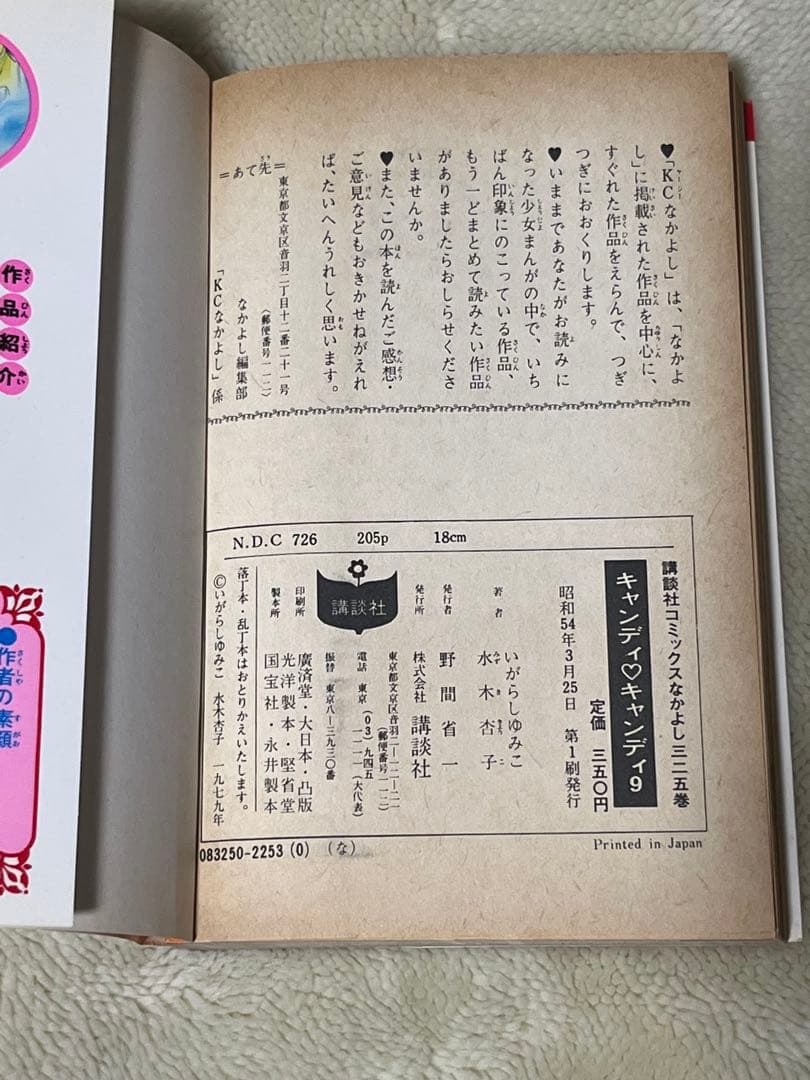 ♥「KCなかよし」は、「なかよ
し」に掲載された作品を中心に、
すぐれた作品をえらんで、つぎ
つぎにおおくりします。
♥いままであなたがお読みに
なった少女まんがの中で、いち
ばん印象にのこっている作品、
もう一どまとめて読みたい作品
がありましたらおしらせくださ
いませんか。
♥また、この本を読んだご感想・
ご意見などもおきかせねがえれ
ば、たいへんうれしく思います。
=あて先=
東京都文京区音羽二丁目十二番二十一号
(郵便番号一一二)
なかよし編集部
「KCなかよし」係
N.D.C 726 205p 18cm
講談社コミックスなかよし 三二五巻
キャンディ♡キャンディ9
定価 三五〇円
昭和54年3月25日 第1刷発行
著者 いがらしゆみこ
水木杏子
発行者 野間省一
発行所 株式会社 講談社
東京都文京区音羽二—一二—二一
(郵便番号一一二)
電話 東京(03)九四五
一一一一(大代表)
振替 東京八—三九三〇番
講談社
印刷所 廣済堂・大日本・凸版
製本所 光洋製本・堅省堂
国宝社・永井製本
落丁本・乱丁本はおとりかえいたします。
©いがらしゆみこ 水木杏子 一九七九年
083250-2253(0) (な)
Printed in Japan
作品紹介
●作者の素顔